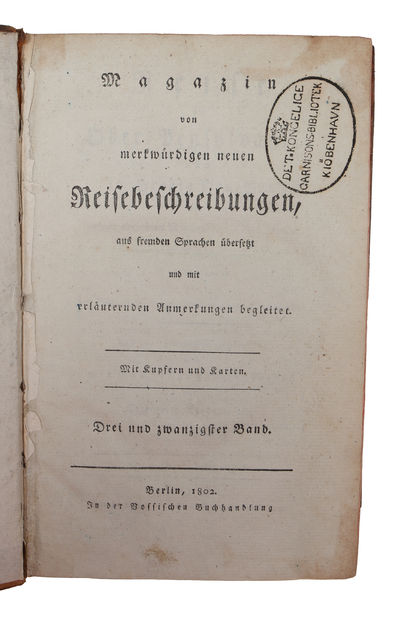 Magazin
von
merkwürdigen neuen
Reisebeschreibungen,
aus fremden Sprachen übersetzt
und mit
erläuternden Anmerkungen begleitet.
Mit Kupfern und Karten.
Drei und zwanzigster Band.
Berlin, 1802.
In der Vossischen Buchhandlung
DET KONGELIGE
GARNISONS-BIBLIOTEK
KIÖBENHAVN